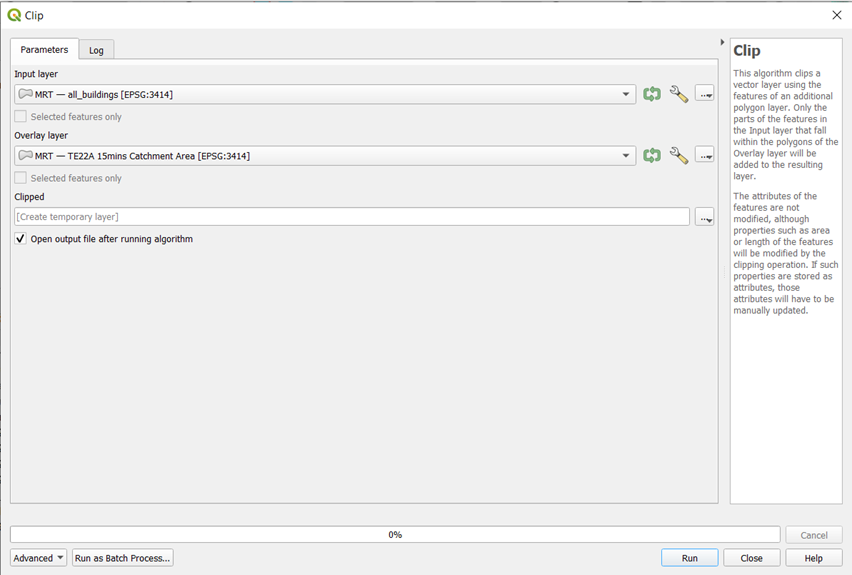 Clip
Parameters
Log
Input layer
MRT — all_buildings [EPSG:3414]
Selected features only
Overlay layer
MRT — TE22A 15mins Catchment Area [EPSG:3414]
Selected features only
Clipped
[Create temporary layer]
Open output file after running algorithm
Clip
This algorithm clips a
vector layer using the
features of an additional
polygon layer. Only the
parts of the features in
the Input layer that fall
within the polygons of the
Overlay layer will be
added to the resulting
layer.
The attributes of the
features are not
modified, although
properties such as area
or length of the features
will be modified by the
clipping operation. If such
properties are stored as
attributes, those
attributes will have to be
manually updated.
0%
Cancel
Advanced
Run as Batch Process...
Run
Close
Help